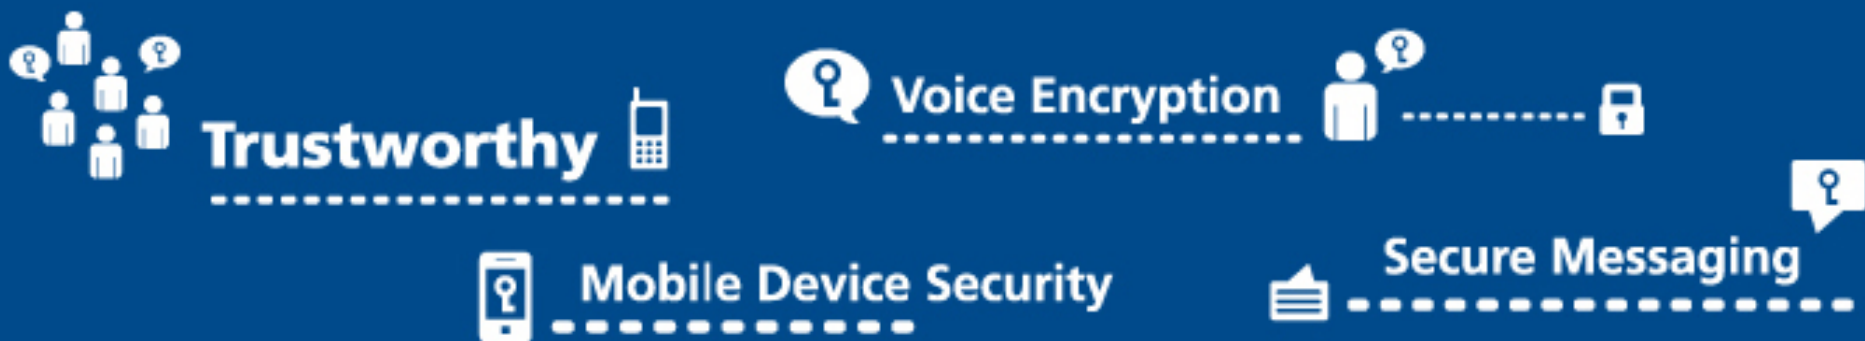 Trustworthy
Voice Encryption
Mobile Device Security
Secure Messaging